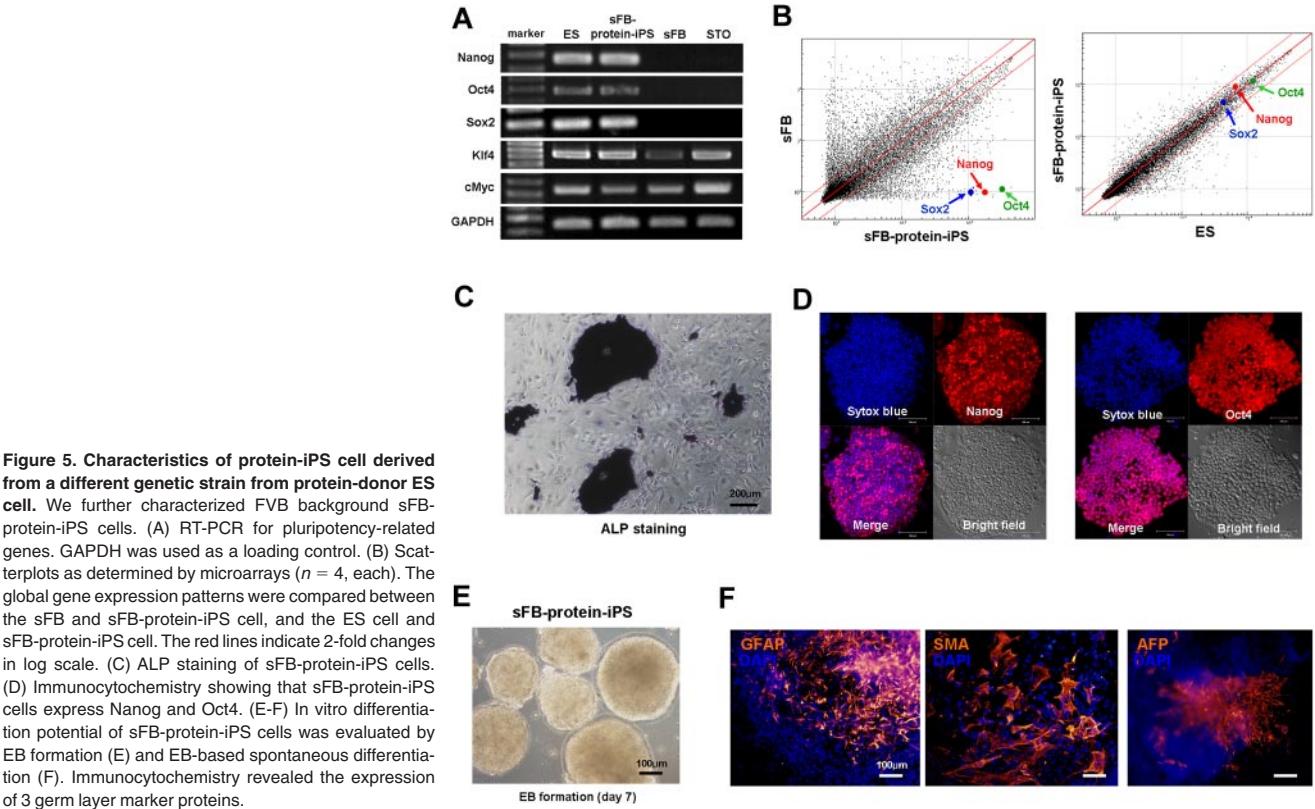 A
marker
ES
sFB-
protein-iPS
sFB
STO
Nanog
Oct4
Sox2
Klf4
cMyc
GAPDH
B
sFB
Nanog
Sox2
Oct4
sFB-protein-iPS
sFB-protein-iPS
Oct4
Nanog
Sox2
ES
C
200μm
ALP staining
D
Sytox blue
Nanog
Merge
Bright field
Sytox blue
Oct4
Merge
Bright field
E
sFB-protein-iPS
100μm
EB formation (day 7)
F
GFAP
DAPI
100μm
SMA
DAPI
AFP
DAPI
Figure 5. Characteristics of protein-iPS cell derived
from a different genetic strain from protein-donor ES
cell. We further characterized FVB background sFB-
protein-iPS cells. (A) RT-PCR for pluripotency-related
genes. GAPDH was used as a loading control. (B) Scat-
terplots as determined by microarrays (n = 4, each). The
global gene expression patterns were compared between
the sFB and sFB-protein-iPS cell, and the ES cell and
sFB-protein-iPS cell. The red lines indicate 2-fold changes
in log scale. (C) ALP staining of sFB-protein-iPS cells.
(D) Immunocytochemistry showing that sFB-protein-iPS
cells express Nanog and Oct4. (E-F) In vitro differentia-
tion potential of sFB-protein-iPS cells was evaluated by
EB formation (E) and EB-based spontaneous differentia-
tion (F). Immunocytochemistry revealed the expression
of 3 germ layer marker proteins.